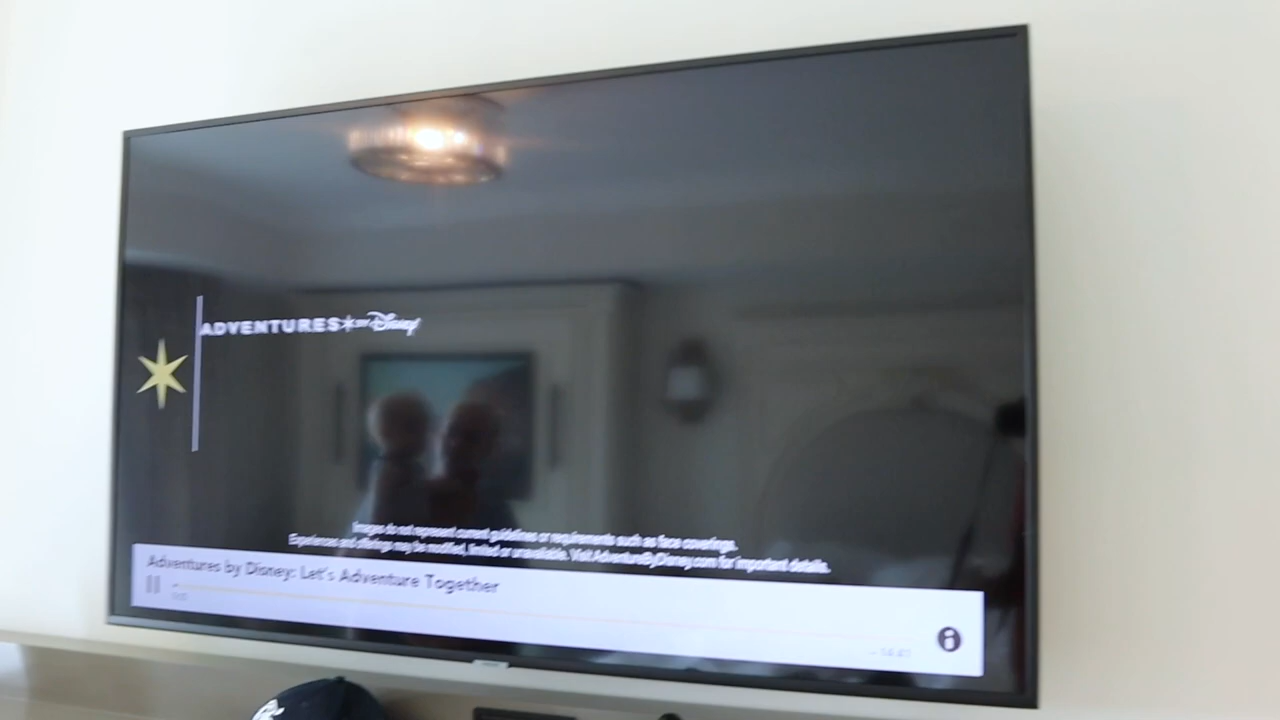 ADVENTURES BY Disney
Images do not represent current guidelines or requirements such as face coverings.
Experiences and offerings may be modified, limited or unavailable. Visit AdventureByDisney.com for important details.
Adventures by Disney: Let's Adventure Together